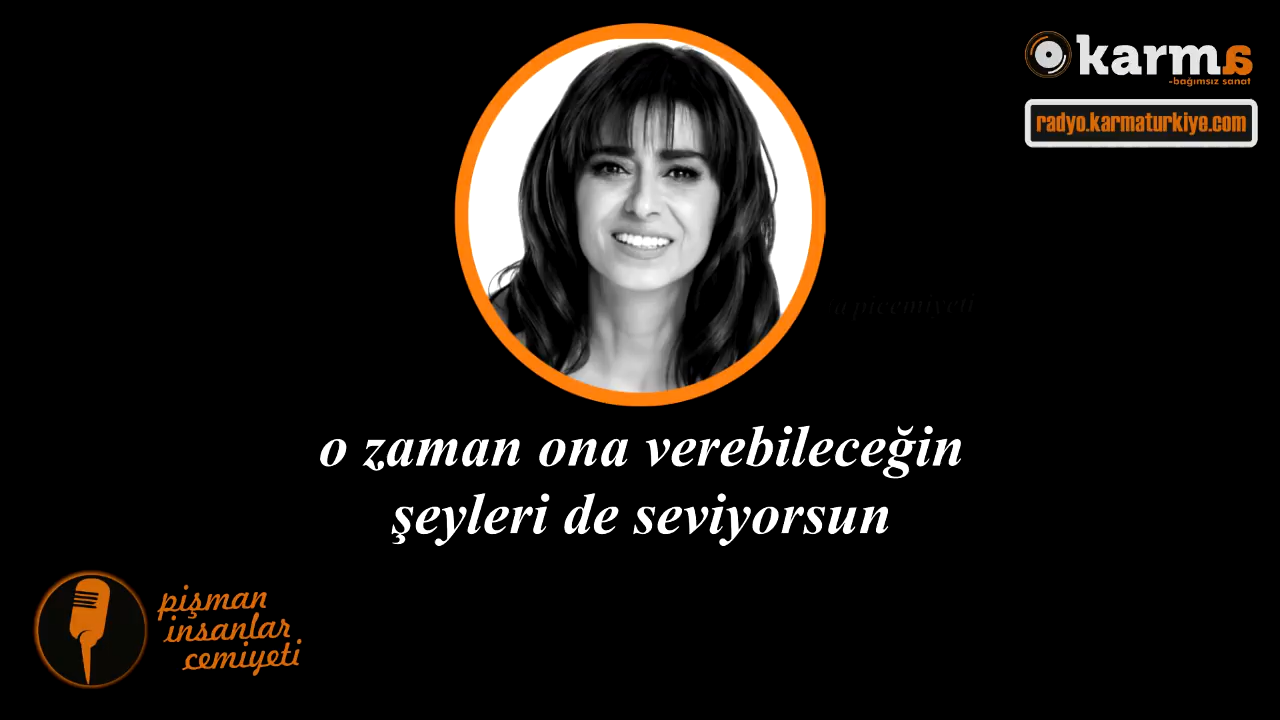 karma
-bağımsız sanat
radyo.karmaturkiye.com
o zaman ona verebileceğin
şeyleri de seviyorsun
pişman
insanlar
cemiyeti